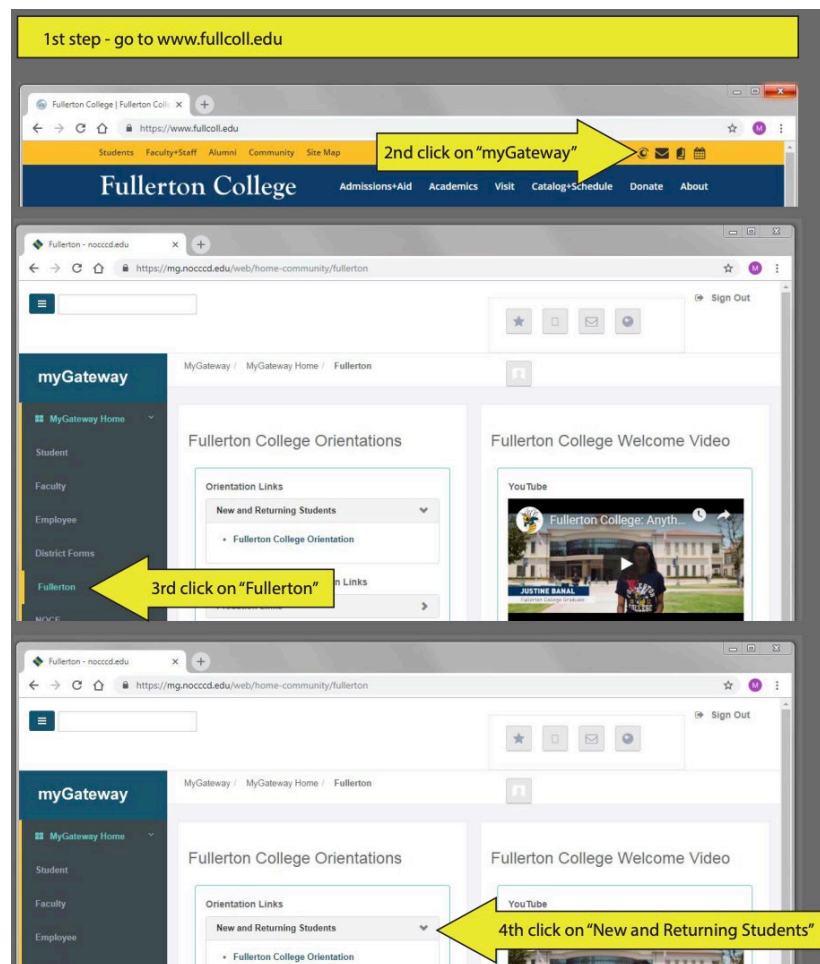 1st step - go to www.fullcoll.edu
Fullerton College | Fullerton Coll
https://www.fullcoll.edu
M
Students Faculty+Staff Alumni Community Site Map
2nd click on "myGateway"
Fullerton College
Admissions+Aid Academics Visit Catalog+Schedule Donate About
Fullerton - nocccd.edu
https://mg.nocccd.edu/web/home-community/fullerton
M
Sign Out
myGateway
MyGateway / MyGateway Home / Fullerton
MyGateway Home
Student
Faculty
Employee
District Forms
Fullerton
NOCE
Fullerton College Orientations
Orientation Links
New and Returning Students
• Fullerton College Orientation
3rd click on "Fullerton"
n Links
Fullerton College Welcome Video
YouTube
Fullerton College: Anyth...
JUSTINE BANAL
Fullerton College Graduate
Fullerton - nocccd.edu
https://mg.nocccd.edu/web/home-community/fullerton
M
Sign Out
myGateway
MyGateway / MyGateway Home / Fullerton
MyGateway Home
Student
Faculty
Employee
Fullerton College Orientations
Orientation Links
New and Returning Students
• Fullerton College Orientation
Fullerton College Welcome Video
YouTube
4th click on "New and Returning Students"